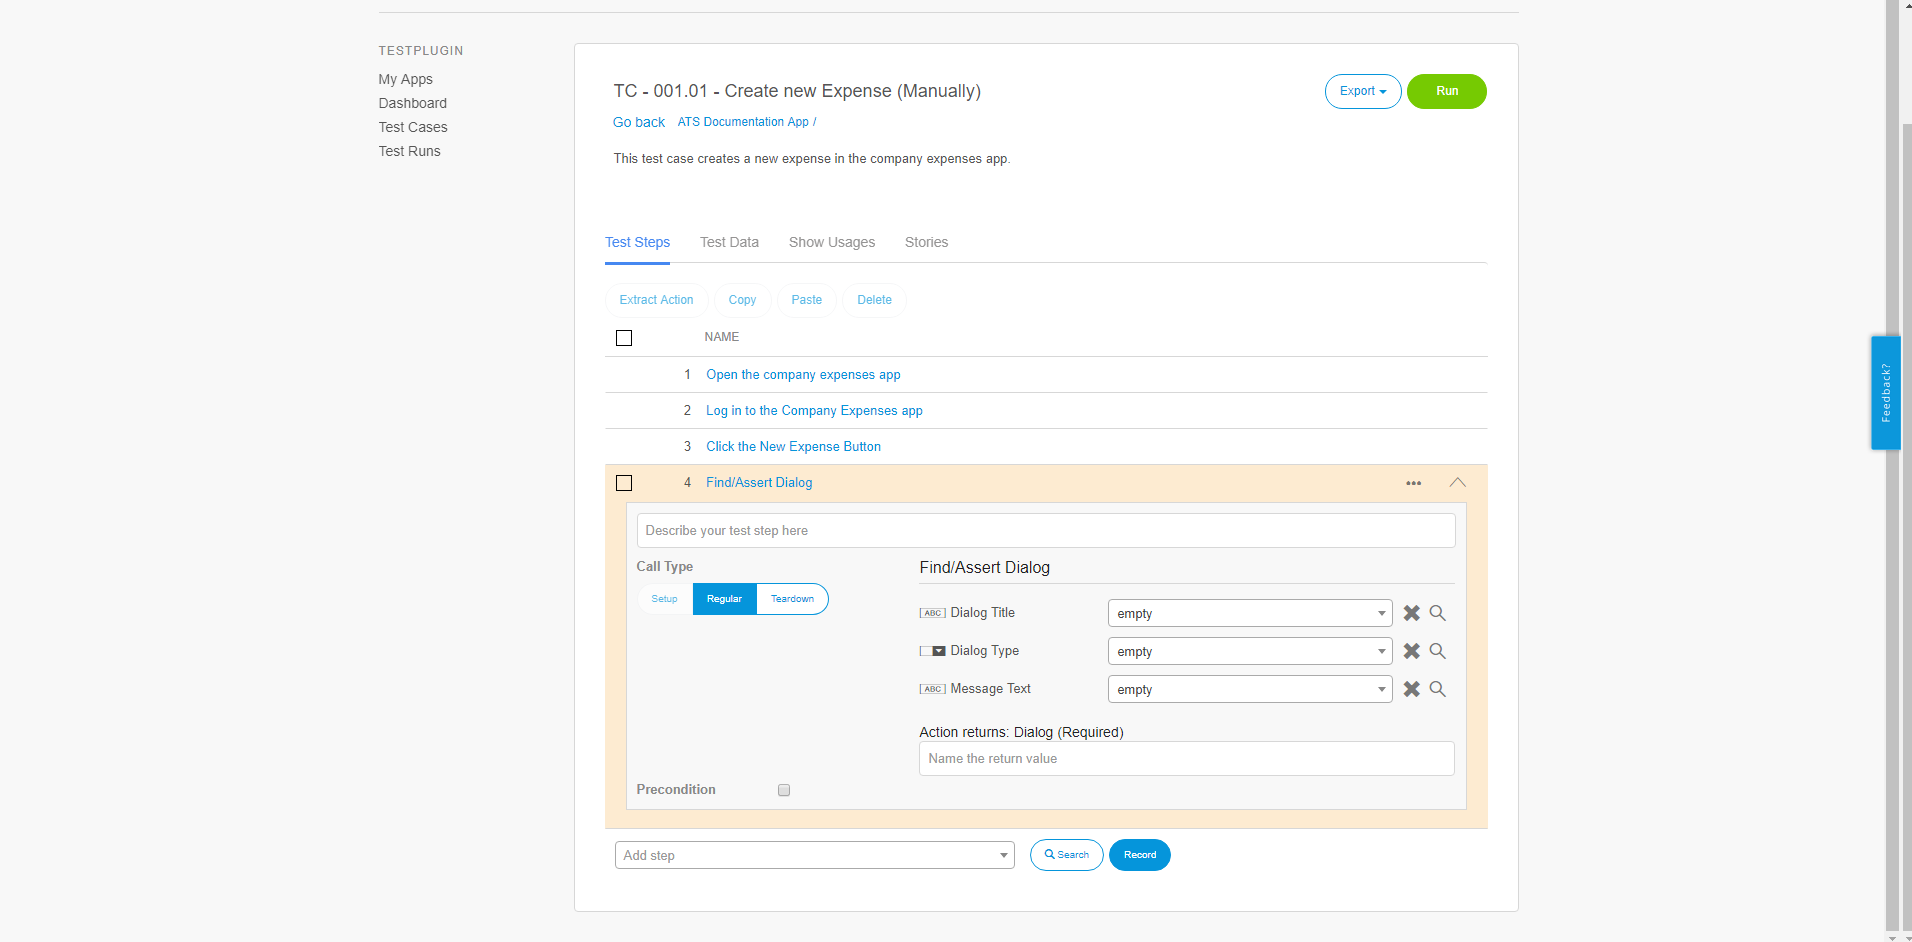 TESTPLUGIN
My Apps
Dashboard
Test Cases
Test Runs
TC - 001.01 - Create new Expense (Manually)
Export
Run
Go back ATS Documentation App /
This test case creates a new expense in the company expenses app.
Test Steps Test Data Show Usages Stories
Extract Action Copy Paste Delete
NAME
1 Open the company expenses app
2 Log in to the Company Expenses app
3 Click the New Expense Button
4 Find/Assert Dialog
Describe your test step here
Call Type
Setup Regular Teardown
Find/Assert Dialog
ABC Dialog Title empty
Dialog Type empty
ABC Message Text empty
Action returns: Dialog (Required)
Name the return value
Precondition
Add step Search Record
Feedback?